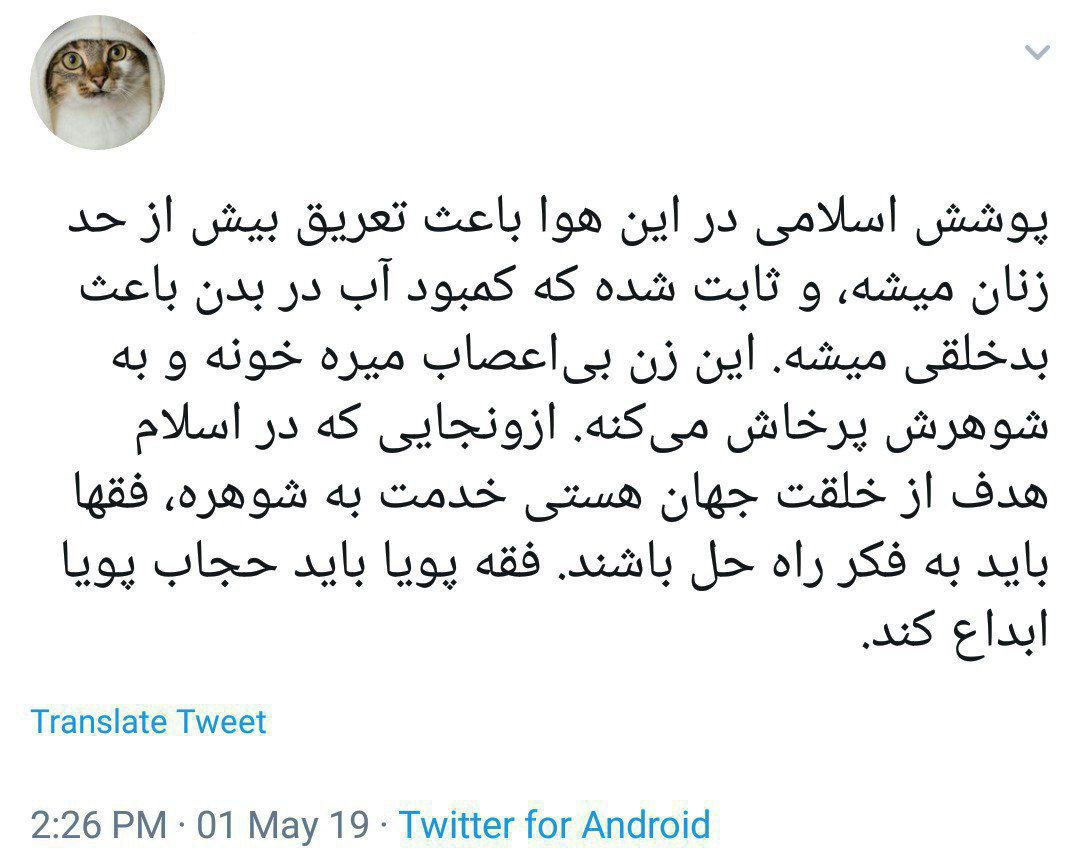 پوشش اسلامی در این هوا باعث تعریق بیش از حد
زنان میشه، و ثابت شده که کمبود آب در بدن باعث
بدخلقی میشه. این زن بی‌اعصاب میره خونه و به
شوهرش پرخاش می‌کنه. ازونجایی که در اسلام
هدف از خلقت جهان هستی خدمت به شوهره، فقها
باید به فکر راه حل باشند. فقه پویا باید حجاب پویا
ابداع کند.
Translate Tweet
2:26 PM · 01 May 19 · Twitter for Android